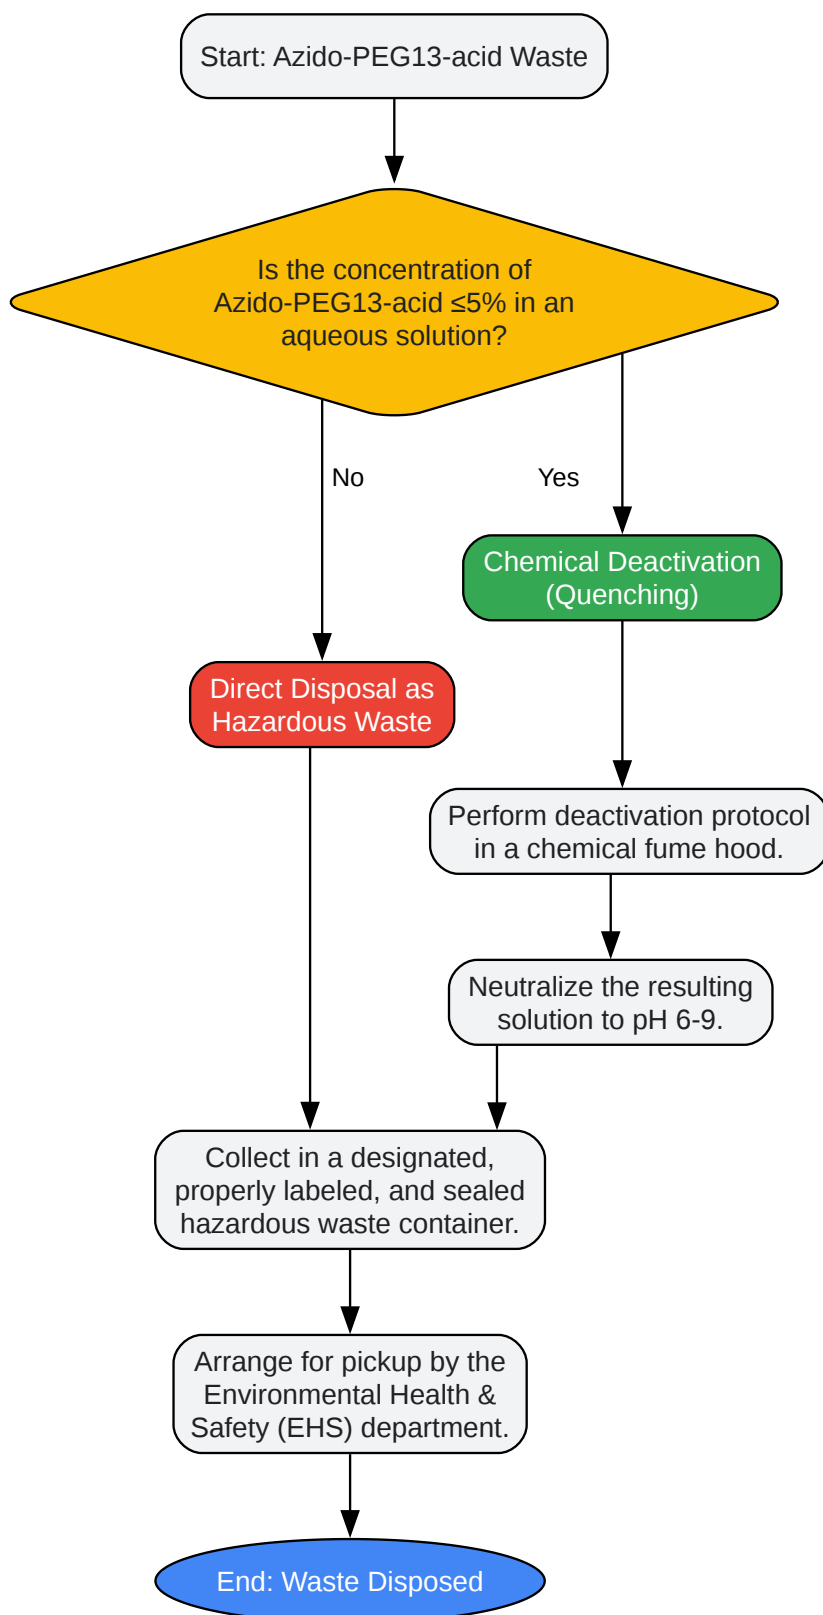 Start: Azido-PEG13-acid Waste
Is the concentration of
Azido-PEG13-acid ≤5% in an
aqueous solution?
No
Yes
Chemical Deactivation
(Quenching)
Direct Disposal as
Hazardous Waste
Perform deactivation protocol
in a chemical fume hood.
Neutralize the resulting
solution to pH 6-9.
Collect in a designated,
properly labeled, and sealed
hazardous waste container.
Arrange for pickup by the
Environmental Health &
Safety (EHS) department.
End: Waste Disposed